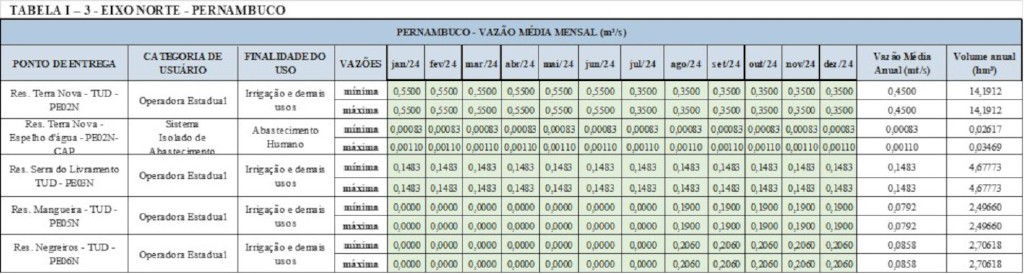 TABELA I – 3 - EIXO NORTE - PERNAMBUCO
PERNAMBUCO - VAZÃO MÉDIA MENSAL (m³/s)
PONTO DE ENTREGA CATEGORIA DE USUÁRIO FINALIDADE DO USO VAZÕES jan/24 fev/24 mar/24 abr/24 mai/24 jun/24 jul/24 ago/24 set/24 out/24 nov/24 dez/24 Vazão Média Anual (m³/s) Volume anual (hm³)
Res. Terra Nova - TUD - PE02N Operadora Estadual Irrigação e demais usos
mínima 0,5500 0,5500 0,5500 0,5500 0,5500 0,5500 0,3500 0,3500 0,3500 0,3500 0,3500 0,3500 0,4500 14,1912
máxima 0,5500 0,5500 0,5500 0,5500 0,5500 0,5500 0,3500 0,3500 0,3500 0,3500 0,3500 0,3500 0,4500 14,1912
Res. Terra Nova - Espelho d'água - PE02N-CAP Sistema Isolado de Abastecimento Abastecimento Humano
mínima 0,00083 0,00083 0,00083 0,00083 0,00083 0,00083 0,00083 0,00083 0,00083 0,00083 0,00083 0,00083 0,00083 0,02617
máxima 0,00110 0,00110 0,00110 0,00110 0,00110 0,00110 0,00110 0,00110 0,00110 0,00110 0,00110 0,00110 0,00110 0,03469
Res. Serra do Livramento TUD - PE03N Operadora Estadual Irrigação e demais usos
mínima 0,1483 0,1483 0,1483 0,1483 0,1483 0,1483 0,1483 0,1483 0,1483 0,1483 0,1483 0,1483 0,1483 4,67773
máxima 0,1483 0,1483 0,1483 0,1483 0,1483 0,1483 0,1483 0,1483 0,1483 0,1483 0,1483 0,1483 0,1483 4,67773
Res. Mangueira - TUD - PE05N Operadora Estadual Irrigação e demais usos
mínima 0,0000 0,0000 0,0000 0,0000 0,0000 0,0000 0,0000 0,1900 0,1900 0,1900 0,1900 0,1900 0,0792 2,49660
máxima 0,0000 0,0000 0,0000 0,0000 0,0000 0,0000 0,0000 0,1900 0,1900 0,1900 0,1900 0,1900 0,0792 2,49660
Res. Negreiros - TUD - PE06N Operadora Estadual Irrigação e demais usos
mínima 0,0000 0,0000 0,0000 0,0000 0,0000 0,0000 0,0000 0,2060 0,2060 0,2060 0,2060 0,2060 0,0858 2,70618
máxima 0,0000 0,0000 0,0000 0,0000 0,0000 0,0000 0,0000 0,2060 0,2060 0,2060 0,2060 0,2060 0,0858 2,70618